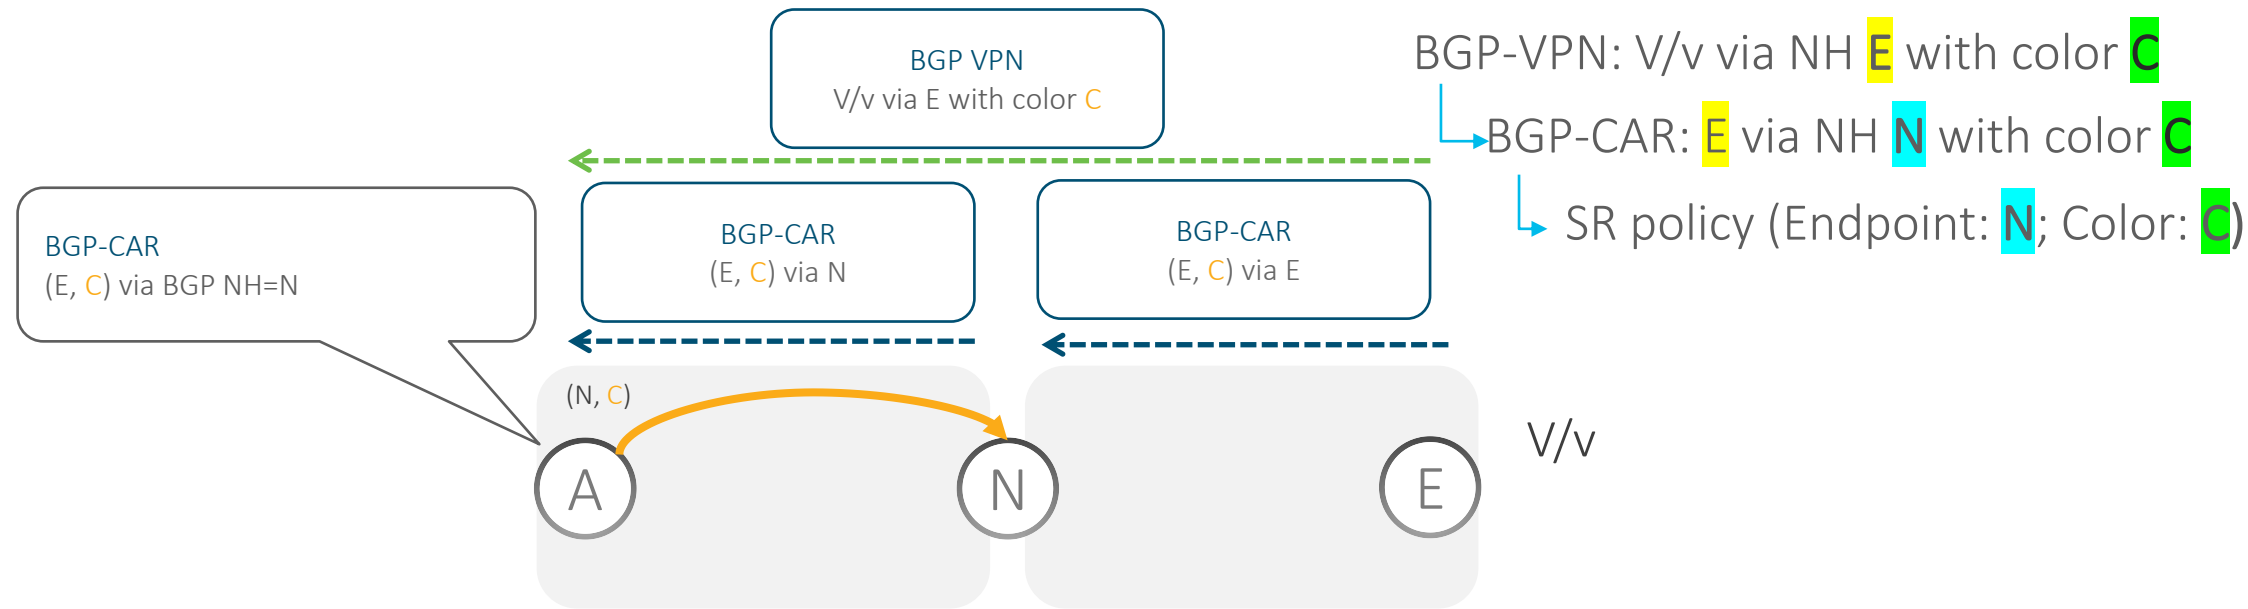 BGP VPN
V/v via E with color C
BGP-VPN: V/v via NH E with color C
BGP-CAR: E via NH N with color C
SR policy (Endpoint: N; Color: C)
BGP-CAR
(E, C) via BGP NH=N
BGP-CAR
(E, C) via N
BGP-CAR
(E, C) via E
(N, C)
A
N
E
V/v